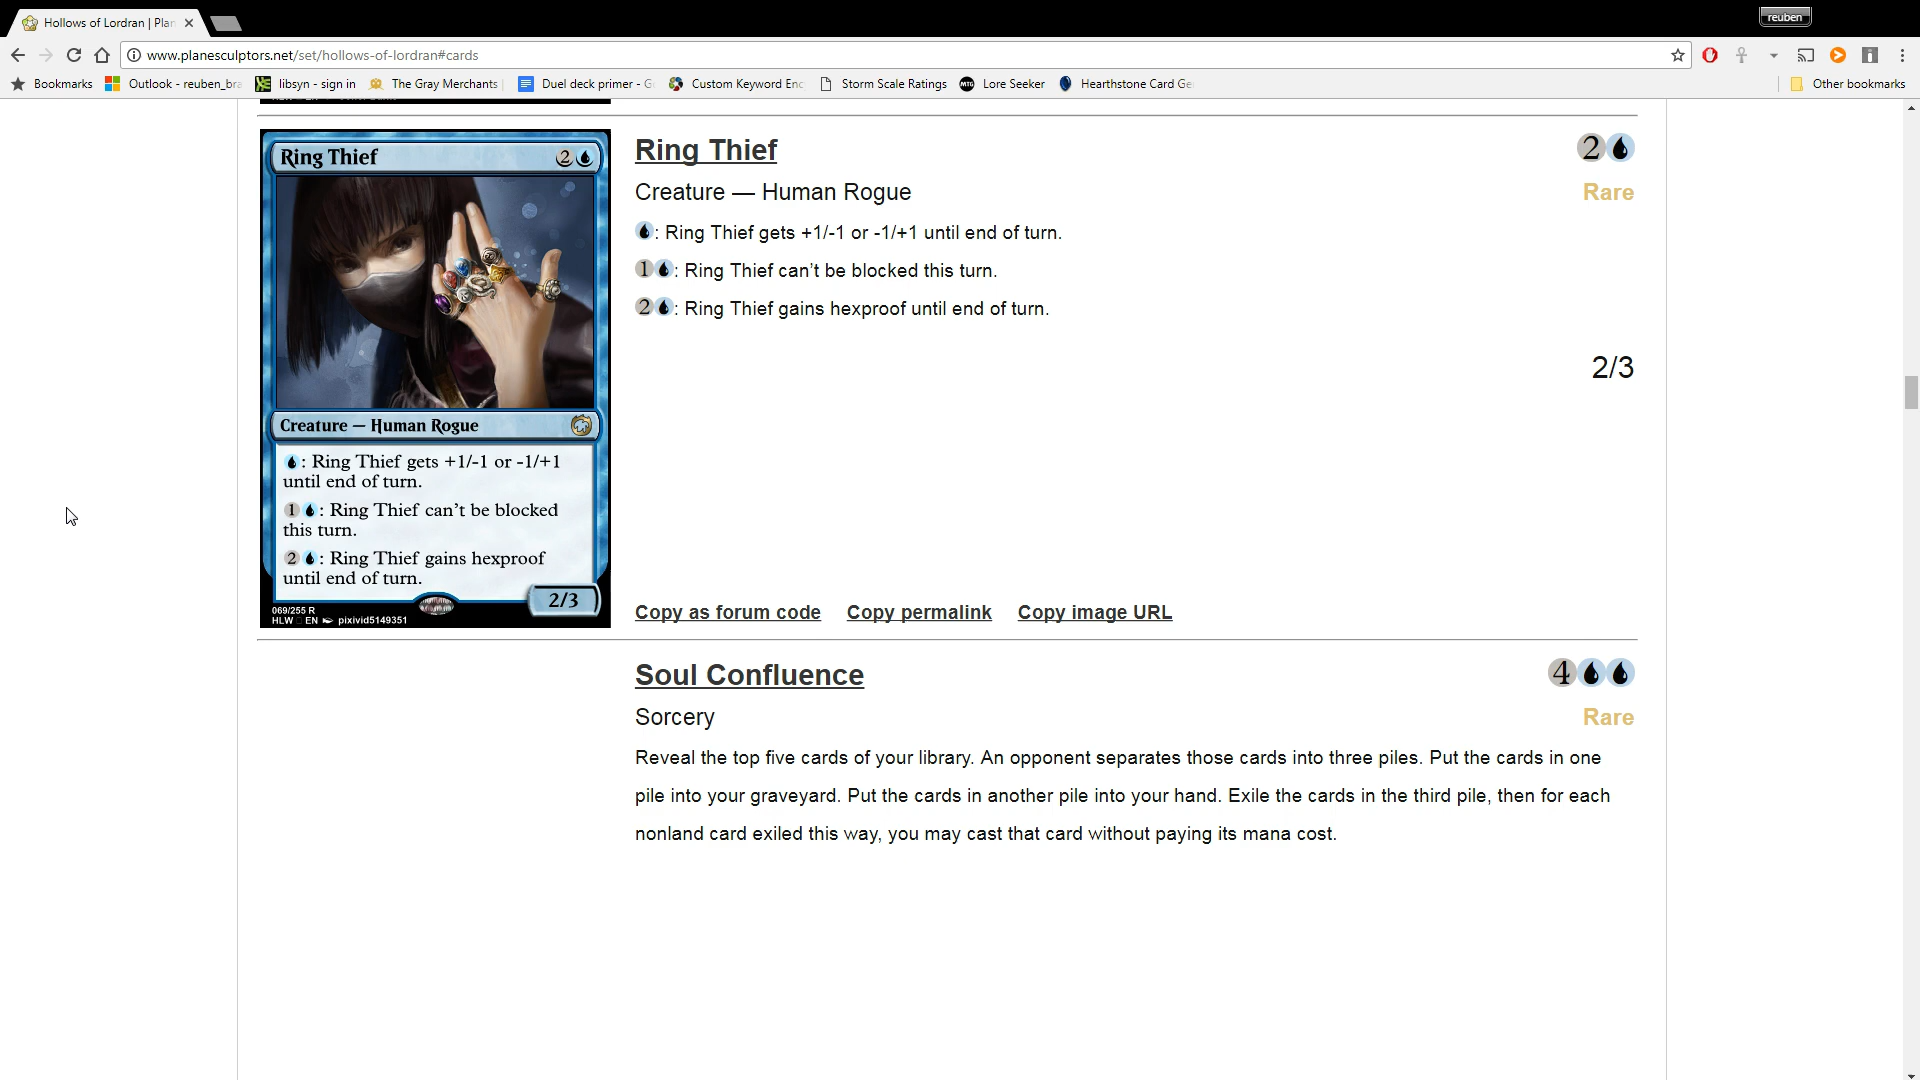 Hollows of Lordran | Plan
reuben
www.planesculptors.net/set/hollows-of-lordran#cards
Bookmarks
Outlook - reuben_bra
libsyn - sign in
The Gray Merchants
Duel deck primer - G
Custom Keyword Enc
Storm Scale Ratings
MTG
Lore Seeker
Hearthstone Card Ge
Other bookmarks
Ring Thief 2
Creature — Human Rogue
: Ring Thief gets +1/-1 or -1/+1
until end of turn.
1 : Ring Thief can't be blocked
this turn.
2 : Ring Thief gains hexproof
until end of turn.
2/3
069/255 R
HLW EN pixivid5149351
Ring Thief 2
Creature — Human Rogue Rare
: Ring Thief gets +1/-1 or -1/+1 until end of turn.
1 : Ring Thief can't be blocked this turn.
2 : Ring Thief gains hexproof until end of turn.
2/3
Copy as forum code Copy permalink Copy image URL
Soul Confluence 4
Sorcery Rare
Reveal the top five cards of your library. An opponent separates those cards into three piles. Put the cards in one
pile into your graveyard. Put the cards in another pile into your hand. Exile the cards in the third pile, then for each
nonland card exiled this way, you may cast that card without paying its mana cost.